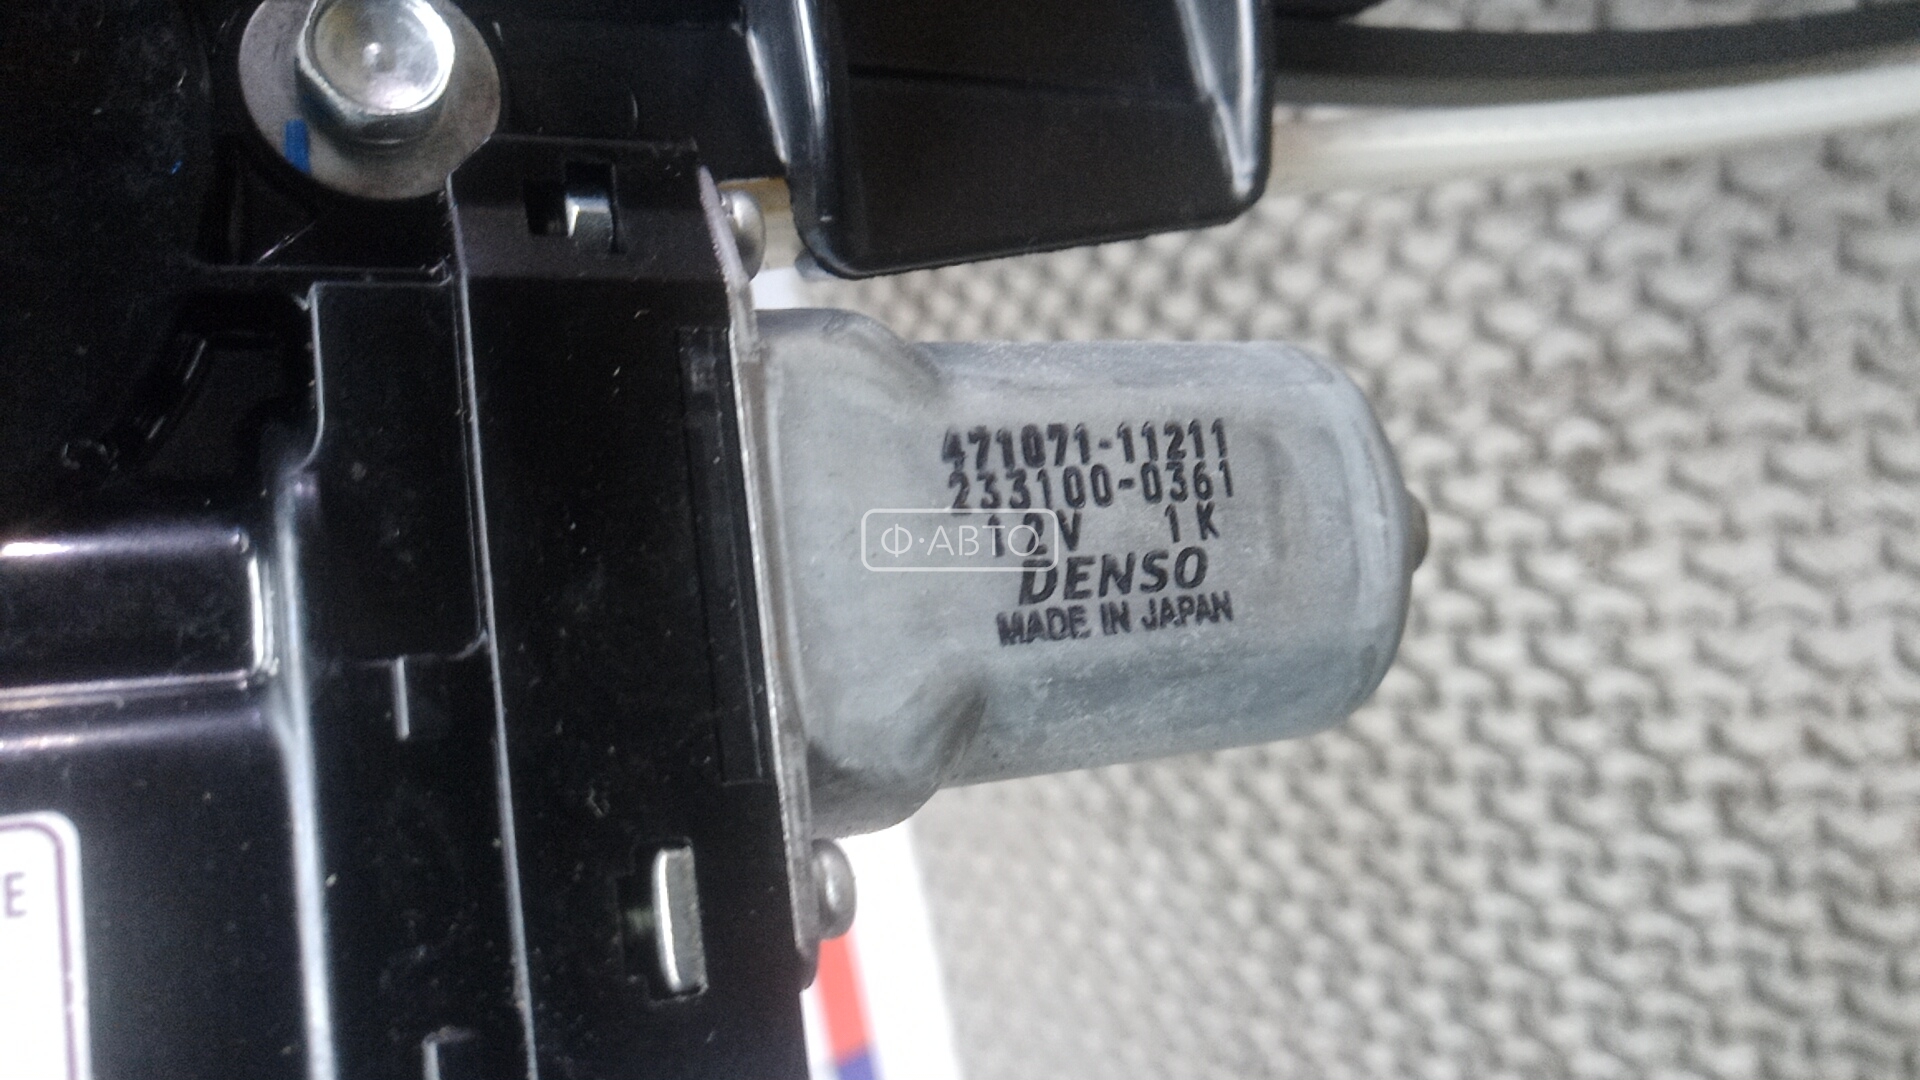 471071-11211
233100-0361
12V 1K
DENSO
MADE IN JAPAN
Ф·АВТО
E